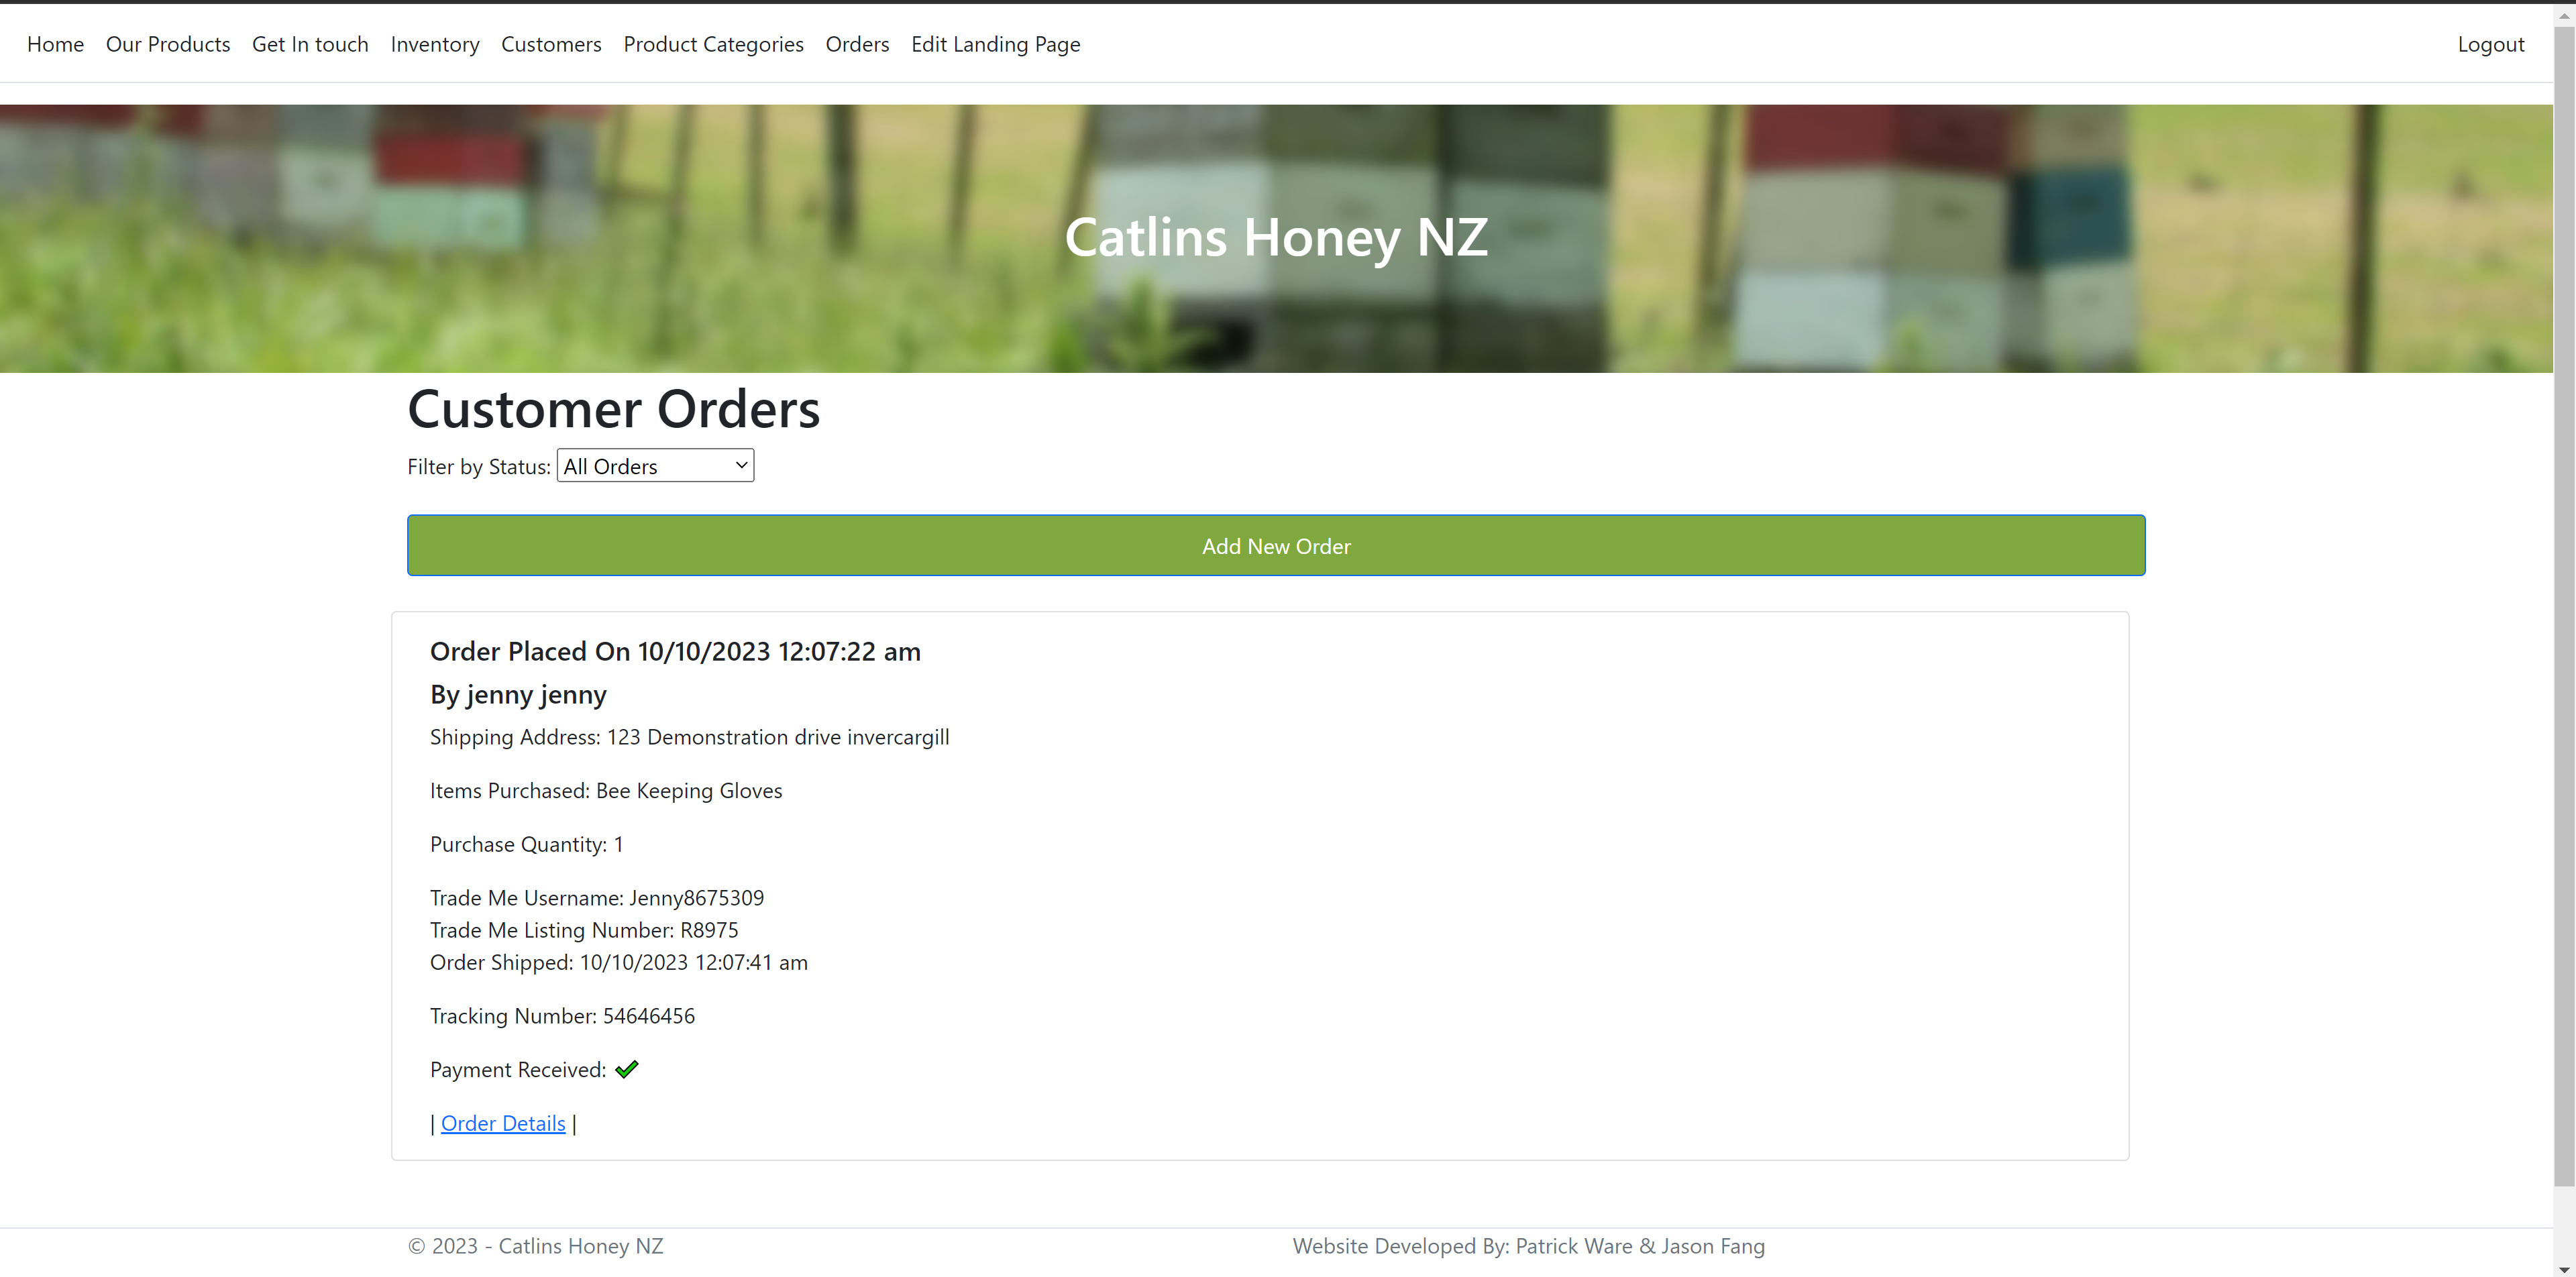 Home Our Products Get In touch Inventory Customers Product Categories Orders Edit Landing Page Logout
Catlins Honey NZ
Customer Orders
Filter by Status: All Orders
Add New Order
Order Placed On 10/10/2023 12:07:22 am
By jenny jenny
Shipping Address: 123 Demonstration drive invercargill
Items Purchased: Bee Keeping Gloves
Purchase Quantity: 1
Trade Me Username: Jenny8675309
Trade Me Listing Number: R8975
Order Shipped: 10/10/2023 12:07:41 am
Tracking Number: 54646456
Payment Received: ✔
| Order Details |
© 2023 - Catlins Honey NZ Website Developed By: Patrick Ware & Jason Fang